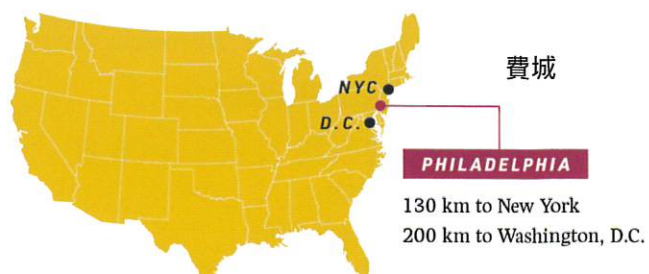 NYC
D.C.
費城
PHILADELPHIA
130 km to New York
200 km to Washington, D.C.